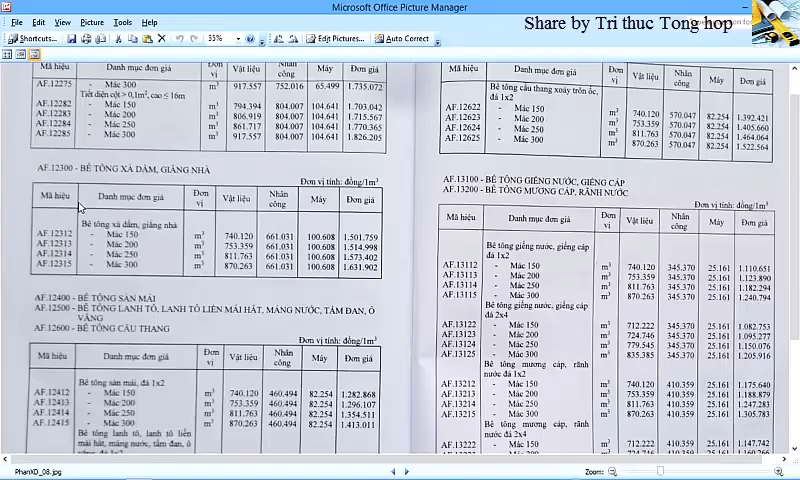 Microsoft Office Picture Manager
Share by Tri thuc Tong hop
File Edit View Picture Tools Help
Shortcuts... 33% Edit Pictures... Auto Correct
Mã hiệu Danh mục đơn giá Đơn vị Vật liệu Nhân công Máy Đơn giá
AF.12275 - Mác 300 m³ 917.557 752.016 65.499 1.735.072
Tiết diện cột > 0,1m², cao ≤ 16m
AF.12282 - Mác 150 m³ 794.394 804.007 104.641 1.703.042
AF.12283 - Mác 200 m³ 806.919 804.007 104.641 1.715.567
AF.12284 - Mác 250 m³ 861.717 804.007 104.641 1.770.365
AF.12285 - Mác 300 m³ 917.557 804.007 104.641 1.826.205
AF.12300 - BÊ TÔNG XÀ DẦM, GIẰNG NHÀ
Đơn vị tính: đồng/1m³
Mã hiệu Danh mục đơn giá Đơn vị Vật liệu Nhân công Máy Đơn giá
Bê tông xà dầm, giằng nhà
AF.12312 - Mác 150 m³ 740.120 661.031 100.608 1.501.759
AF.12313 - Mác 200 m³ 753.359 661.031 100.608 1.514.998
AF.12314 - Mác 250 m³ 811.763 661.031 100.608 1.573.402
AF.12315 - Mác 300 m³ 870.263 661.031 100.608 1.631.902
AF.12400 - BÊ TÔNG SÀN MÁI
AF.12500 - BÊ TÔNG LANH TÔ, LANH TÔ LIỀN MÁI HẮT, MÁNG NƯỚC, TẤM ĐAN, Ô
VĂNG
AF.12600 - BÊ TÔNG CẦU THANG
Đơn vị tính: đồng/1m³
Mã hiệu Danh mục đơn giá Đơn vị Vật liệu Nhân công Máy Đơn giá
Bê tông sàn mái, đá 1x2
AF.12412 - Mác 150 m³ 740.120 460.494 82.254 1.282.868
AF.12413 - Mác 200 m³ 753.359 460.494 82.254 1.296.107
AF.12414 - Mác 250 m³ 811.763 460.494 82.254 1.354.511
AF.12415 - Mác 300 m³ 870.263 460.494 82.254 1.413.011
Bê tông lanh tô, lanh tô liền
mái hắt, máng nước, tấm đan, ô
Mã hiệu Danh mục đơn giá Đơn vị Vật liệu Nhân công Máy Đơn giá
Bê tông cầu thang xoáy trôn ốc,
đá 1x2
AF.12622 - Mác 150 m³ 740.120 570.047 82.254 1.392.421
AF.12623 - Mác 200 m³ 753.359 570.047 82.254 1.405.660
AF.12624 - Mác 250 m³ 811.763 570.047 82.254 1.464.064
AF.12625 - Mác 300 m³ 870.263 570.047 82.254 1.522.564
AF.13100 - BÊ TÔNG GIẾNG NƯỚC, GIẾNG CÁP
AF.13200 - BÊ TÔNG MƯƠNG CÁP, RÃNH NƯỚC
Đơn vị tính: đồng/1m³
Mã hiệu Danh mục đơn giá Đơn vị Vật liệu Nhân công Máy Đơn giá
Bê tông giếng nước, giếng cáp
đá 1x2
AF.13112 - Mác 150 m³ 740.120 345.370 25.161 1.110.651
AF.13113 - Mác 200 m³ 753.359 345.370 25.161 1.123.890
AF.13114 - Mác 250 m³ 811.763 345.370 25.161 1.182.294
AF.13115 - Mác 300 m³ 870.263 345.370 25.161 1.240.794
Bê tông giếng nước, giếng cáp
đá 2x4
AF.13122 - Mác 150 m³ 712.222 345.370 25.161 1.082.753
AF.13123 - Mác 200 m³ 724.746 345.370 25.161 1.095.277
AF.13124 - Mác 250 m³ 779.545 345.370 25.161 1.150.076
AF.13125 - Mác 300 m³ 835.385 345.370 25.161 1.205.916
Bê tông mương cáp, rãnh
nước đá 1x2
AF.13212 - Mác 150 m³ 740.120 410.359 25.161 1.175.640
AF.13213 - Mác 200 m³ 753.359 410.359 25.161 1.188.879
AF.13214 - Mác 250 m³ 811.763 410.359 25.161 1.247.283
AF.13215 - Mác 300 m³ 870.263 410.359 25.161 1.305.783
Bê tông mương cáp, rãnh
nước đá 2x4
AF.13222 - Mác 150 m³ 712.222 410.359 25.161 1.147.742
PhanXD_08.jpg
Zoom: